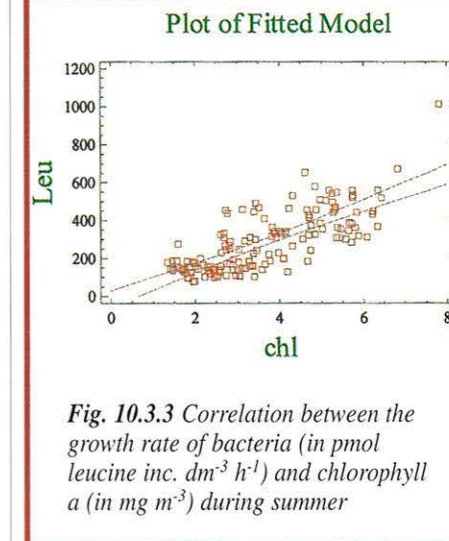 Plot of Fitted Model
1200
1000
800
600
400
200
0
Leu
0 2 4 6 8
chl
Fig. 10.3.3 Correlation between the
growth rate of bacteria (in pmol
leucine inc. dm⁻³ h⁻¹) and chlorophyll
a (in mg m⁻³) during summer